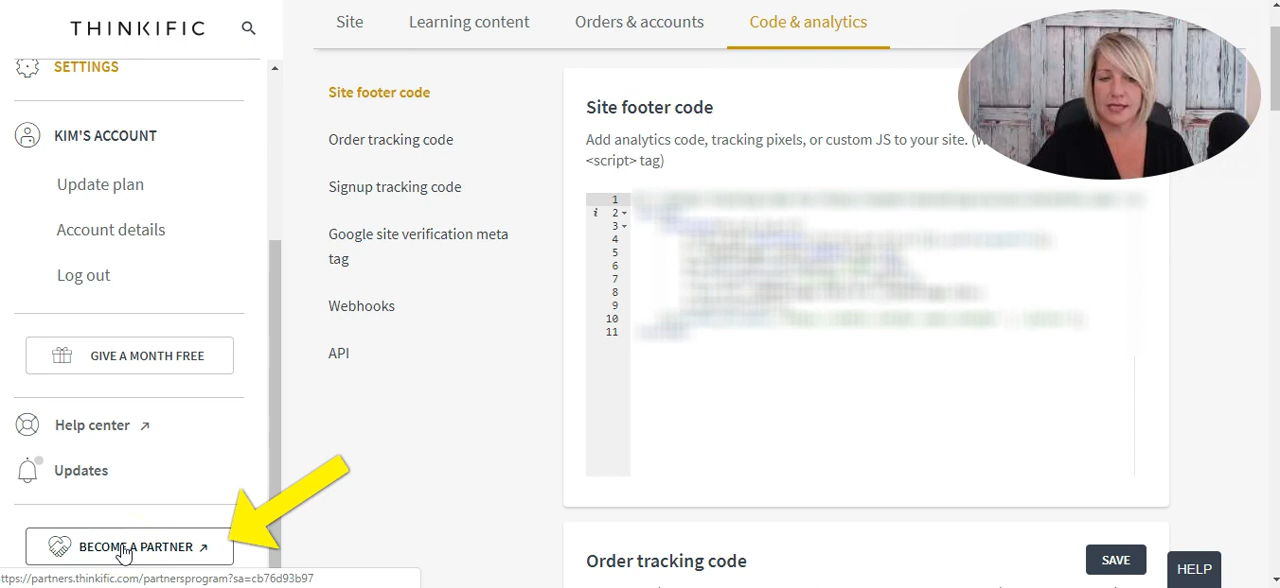 THINKIFIC
Site
Learning content
Orders & accounts
Code & analytics
SETTINGS
KIM'S ACCOUNT
Update plan
Account details
Log out
GIVE A MONTH FREE
Help center
Updates
BECOME A PARTNER
https://partners.thinkific.com/partnersprogram?sa=cb76d93b97
Site footer code
Order tracking code
Signup tracking code
Google site verification meta
tag
Webhooks
API
Site footer code
Add analytics code, tracking pixels, or custom JS to your site.
<script> tag)
1
i 2
3
4
5
6
7
8
9
10
11
Order tracking code
SAVE
HELP